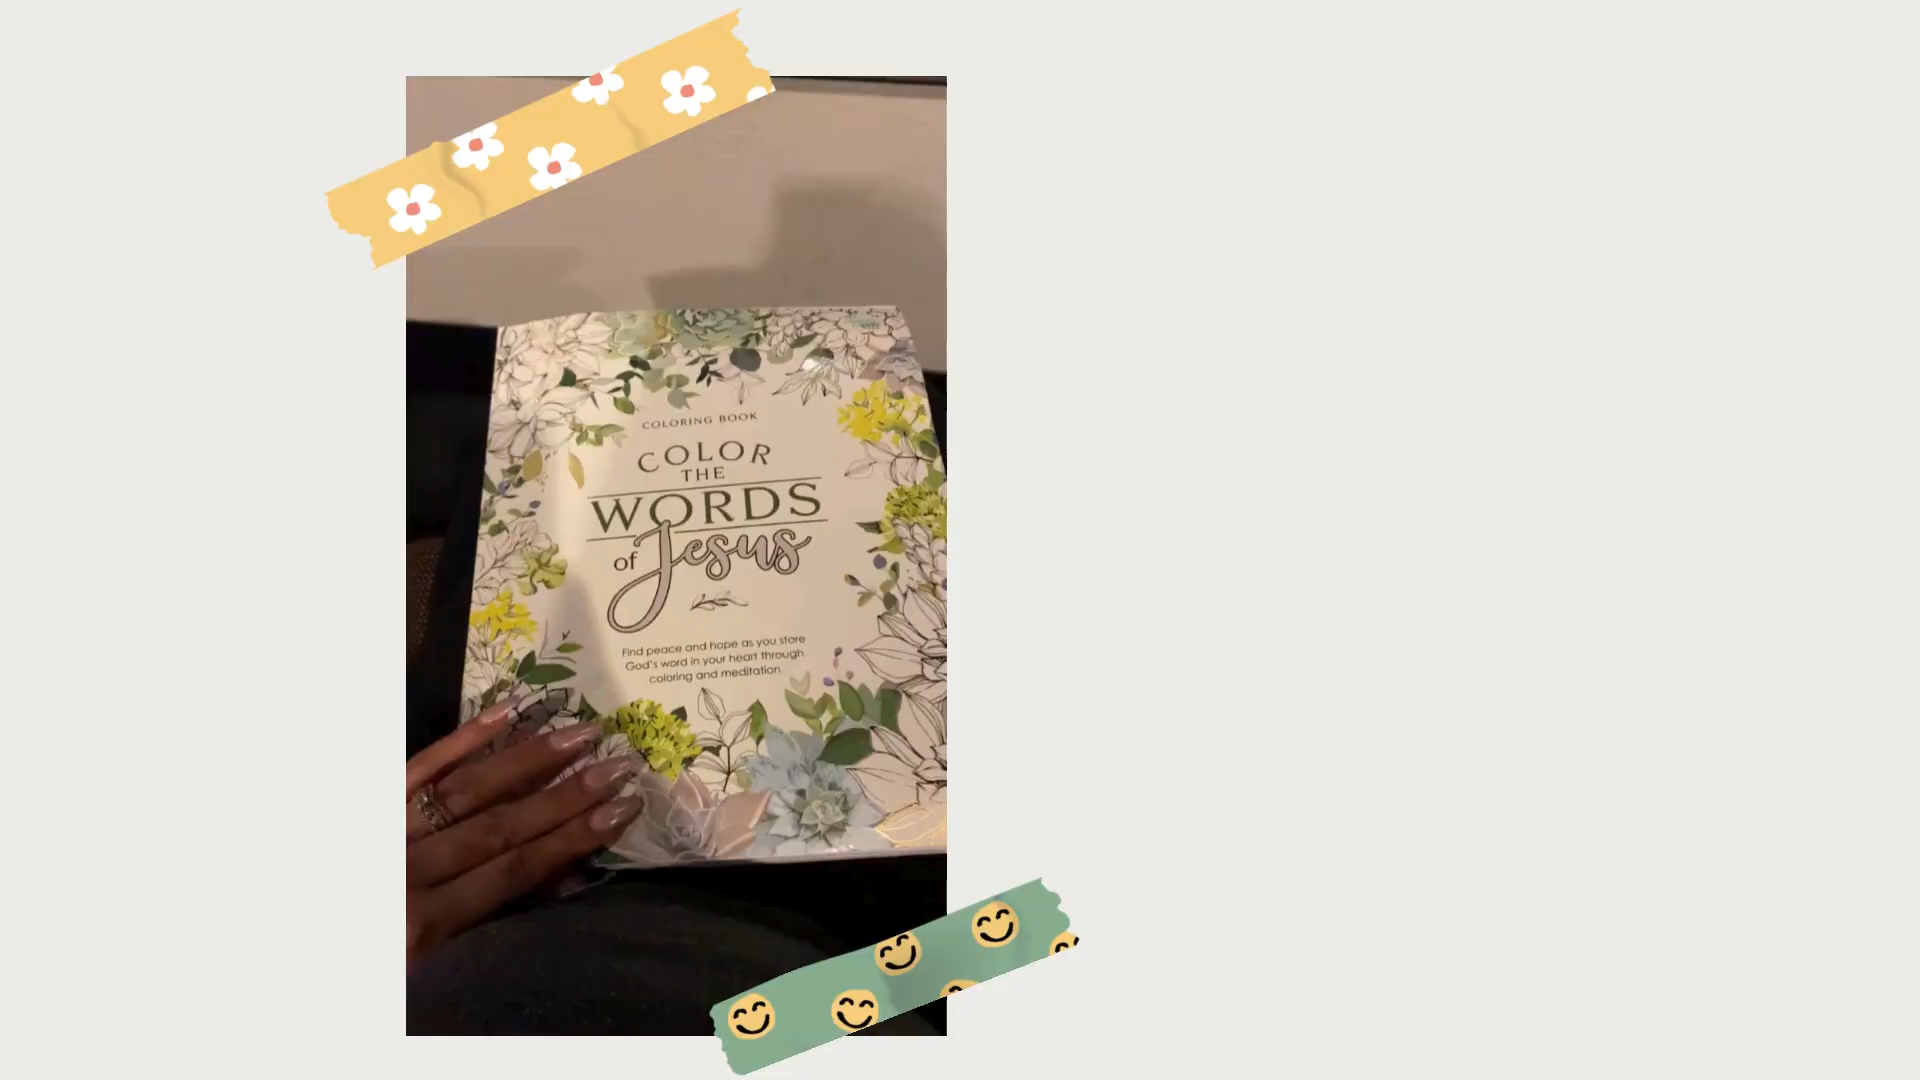 COLORING BOOK
COLOR
THE
WORDS
of Jesus
Find peace and hope as you store
God's word in your heart through
coloring and meditation.